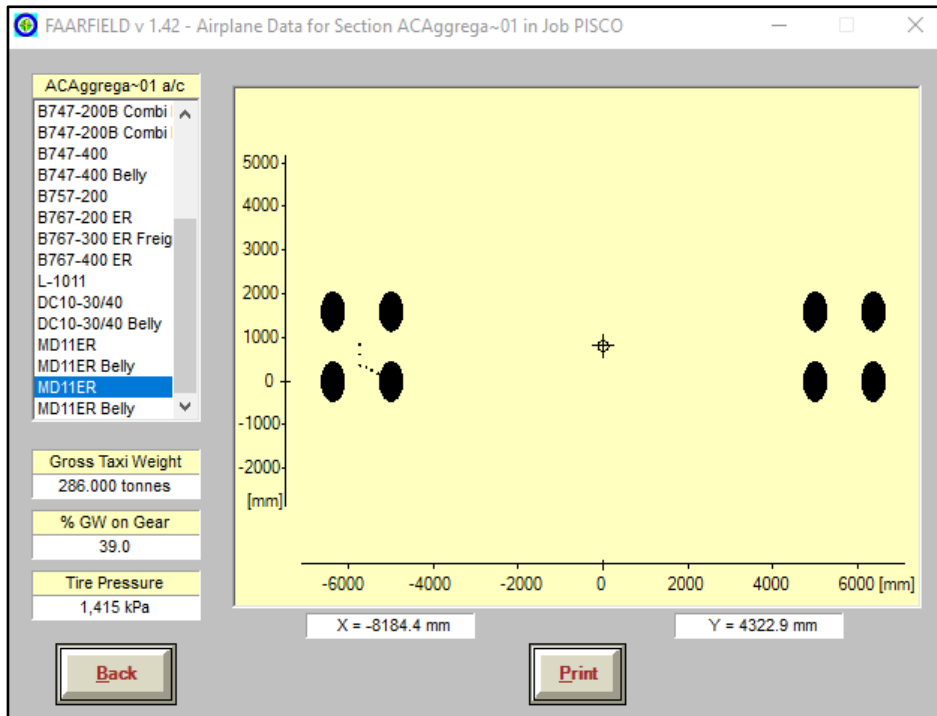 FAARFIELD v 1.42 - Airplane Data for Section ACAggrega~01 in Job PISCO
ACAggrega~01 a/c
B747-200B Combi
B747-200B Combi
B747-400
B747-400 Belly
B757-200
B767-200 ER
B767-300 ER Freig
B767-400 ER
L-1011
DC10-30/40
DC10-30/40 Belly
MD11ER
MD11ER Belly
MD11ER
MD11ER Belly
Gross Taxi Weight
286.000 tonnes
% GW on Gear
39.0
Tire Pressure
1,415 kPa
5000
4000
3000
2000
1000
0
-1000
-2000
[mm]
-6000 -4000 -2000 0 2000 4000 6000 [mm]
X = -8184.4 mm
Y = 4322.9 mm
Back
Print